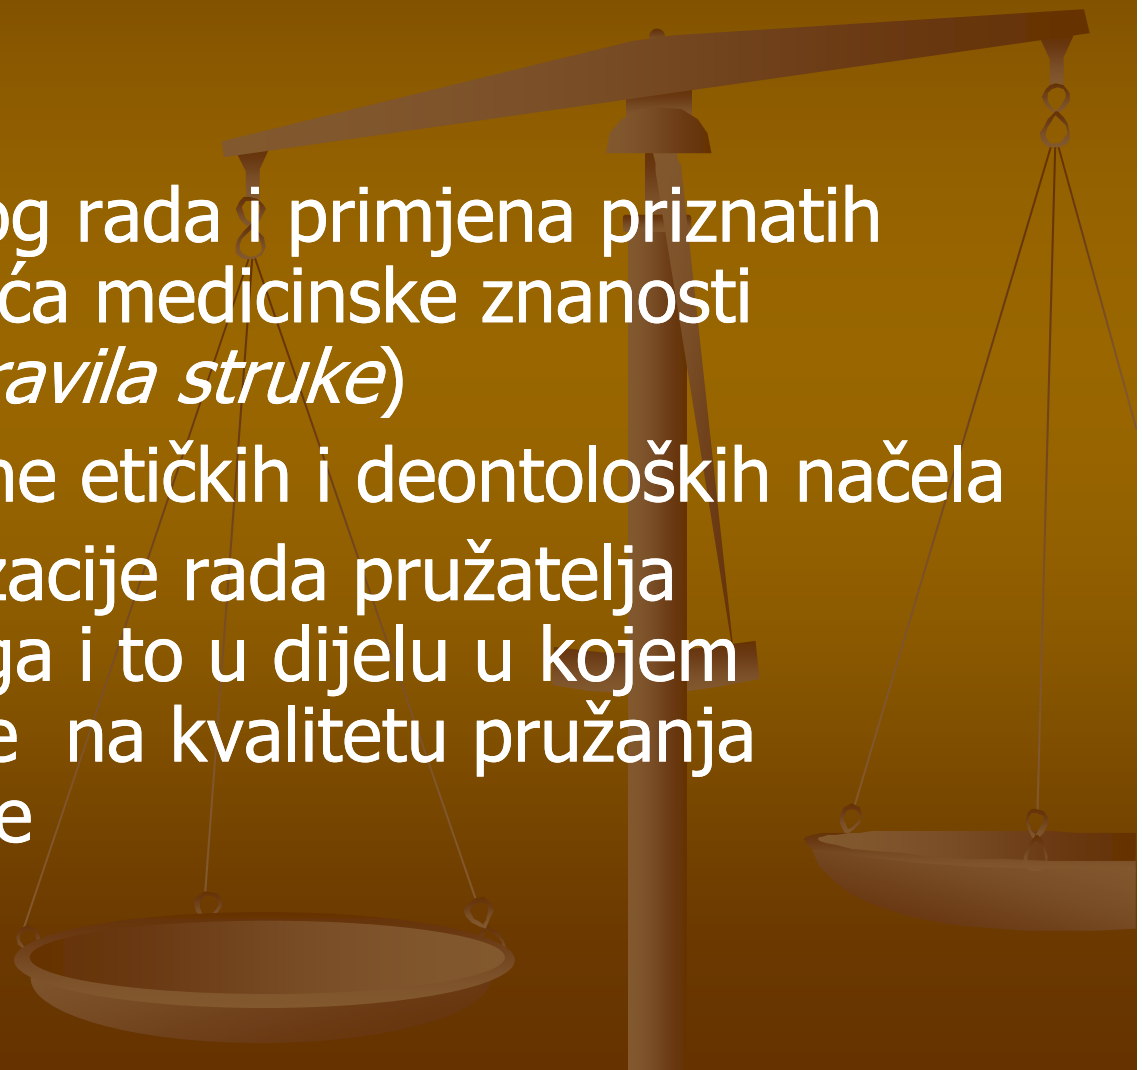 og rada i primjena priznatih
ća medicinske znanosti
ravila struke)
ne etičkih i deontoloških načela
zacije rada pružatelja
ga i to u dijelu u kojem
e na kvalitetu pružanja
e